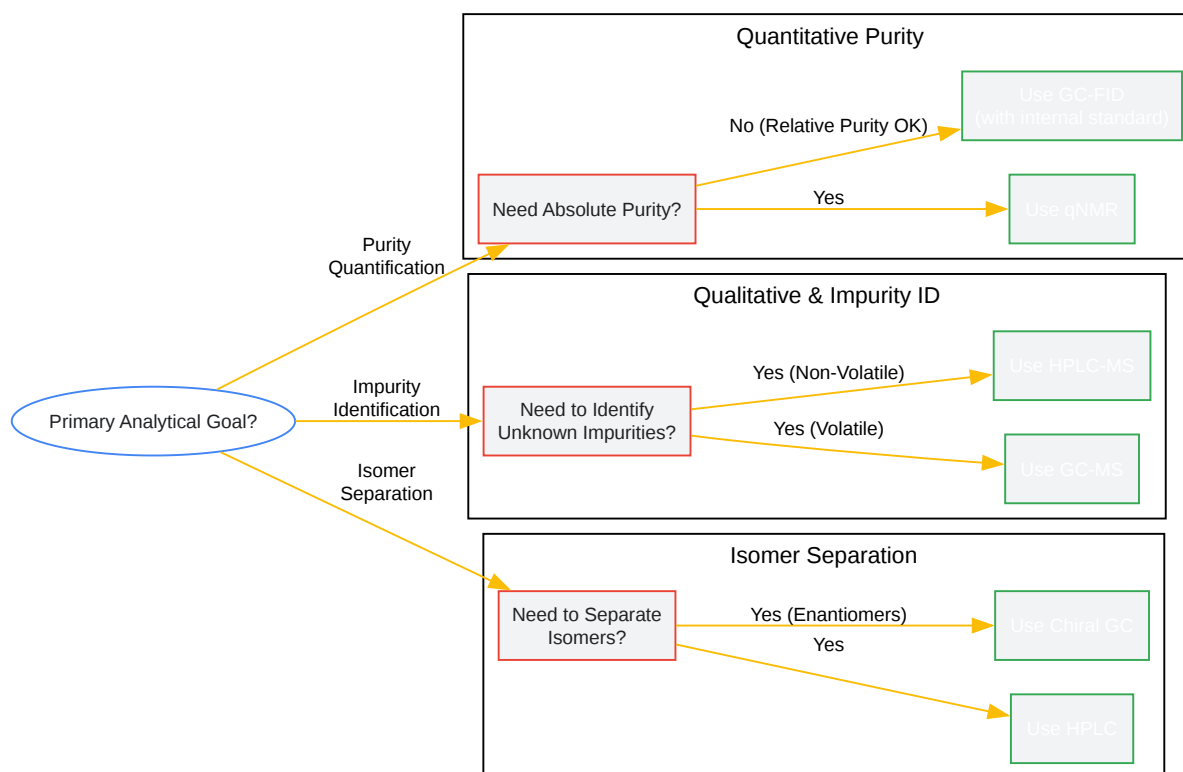 Quantitative Purity
Use GC-FID
(with internal standard)
No (Relative Purity OK)
Need Absolute Purity?
Yes
Use qNMR
Purity
Quantification
Qualitative & Impurity ID
Use HPLC-MS
Yes (Non-Volatile)
Impurity
Identification
Need to Identify
Unknown Impurities?
Primary Analytical Goal?
Yes (Volatile)
Use GC-MS
Isomer
Separation
Isomer Separation
Need to Separate
Isomers?
Yes (Enantiomers)
Use Chiral GC
Yes
Use HPLC